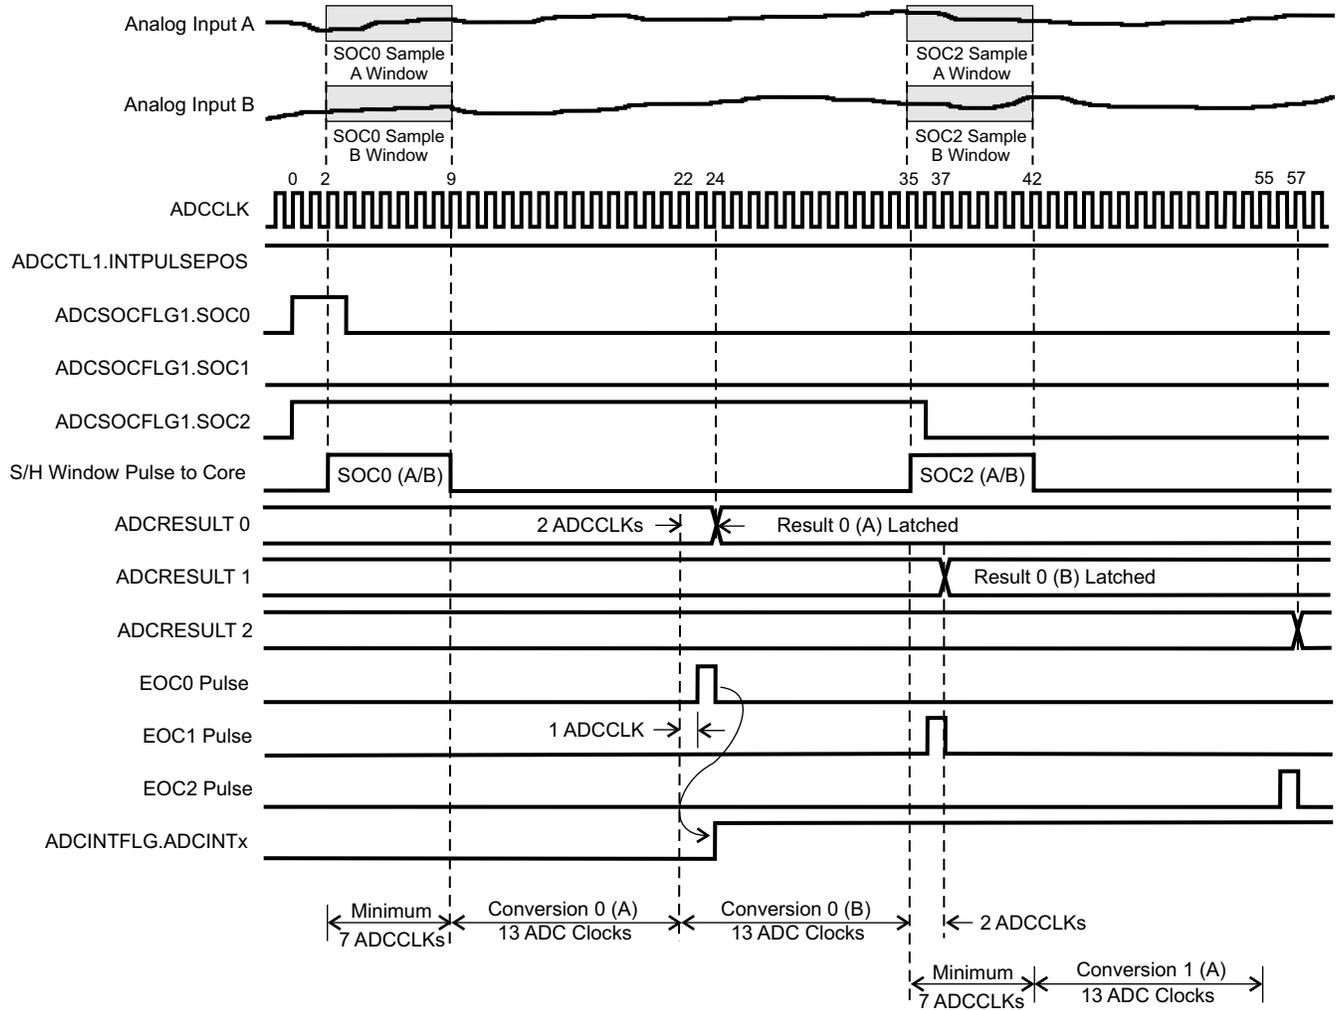 Analog Input A
SOC0 Sample
A Window
SOC2 Sample
A Window
Analog Input B
SOC0 Sample
B Window
SOC2 Sample
B Window
0 2 9 22 24 35 37 42 55 57
ADCCLK
ADCCTL1.INTPULSEPOS
ADCSOCFLG1.SOC0
ADCSOCFLG1.SOC1
ADCSOCFLG1.SOC2
S/H Window Pulse to Core SOC0 (A/B) SOC2 (A/B)
ADCRESULT 0 2 ADCCLKs Result 0 (A) Latched
ADCRESULT 1 Result 0 (B) Latched
ADCRESULT 2
EOC0 Pulse
1 ADCCLK
EOC1 Pulse
EOC2 Pulse
ADCINTFLG.ADCINTx
Minimum
7 ADCCLKs
Conversion 0 (A)
13 ADC Clocks
Conversion 0 (B)
13 ADC Clocks
2 ADCCLKs
Minimum
7 ADCCLKs
Conversion 1 (A)
13 ADC Clocks